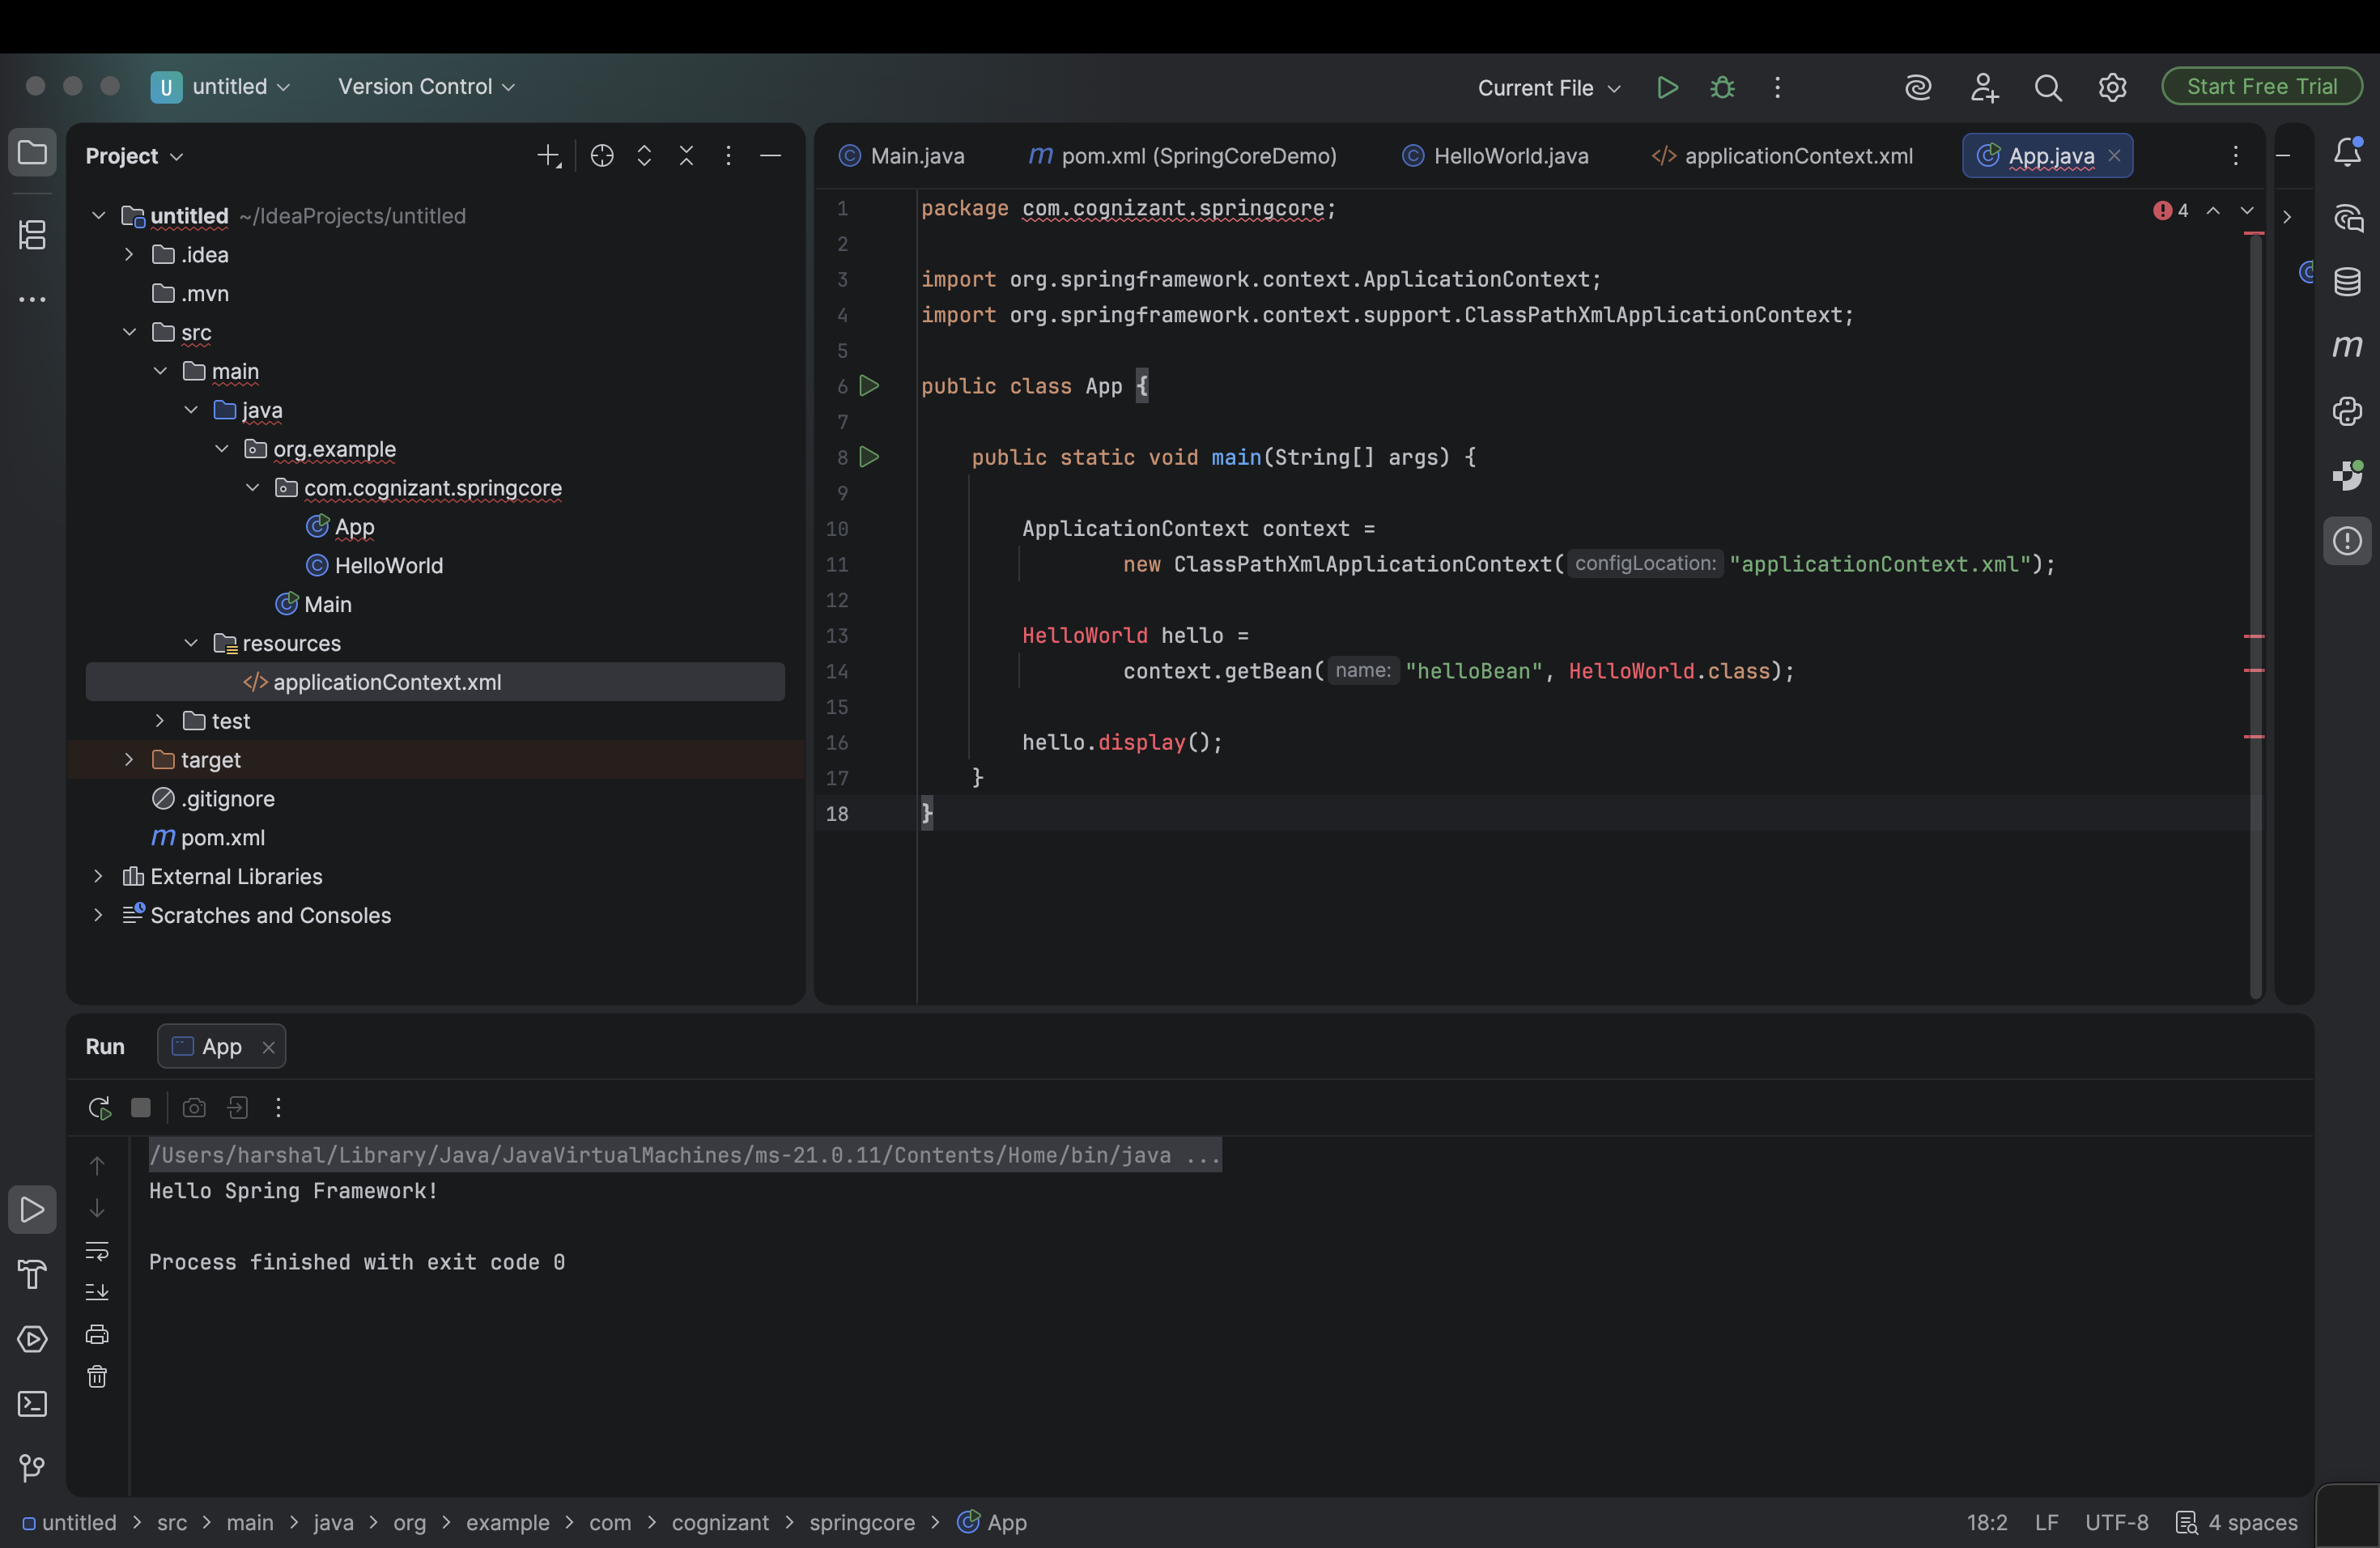 U untitled Version Control Current File Start Free Trial
Project
Main.java pom.xml (SpringCoreDemo) HelloWorld.java applicationContext.xml App.java
untitled ~/IdeaProjects/untitled
.idea
.mvn
src
main
java
org.example
com.cognizant.springcore
App
HelloWorld
Main
resources
applicationContext.xml
test
target
.gitignore
m pom.xml
External Libraries
Scratches and Consoles
4
1 package com.cognizant.springcore;
2
3 import org.springframework.context.ApplicationContext;
4 import org.springframework.context.support.ClassPathXmlApplicationContext;
5
6 public class App {
7
8 public static void main(String[] args) {
9
10 ApplicationContext context =
11 new ClassPathXmlApplicationContext( configLocation: "applicationContext.xml");
12
13 HelloWorld hello =
14 context.getBean( name: "helloBean", HelloWorld.class);
15
16 hello.display();
17 }
18 }
Run App
/Users/harshal/Library/Java/JavaVirtualMachines/ms-21.0.11/Contents/Home/bin/java ...
Hello Spring Framework!
Process finished with exit code 0
untitled > src > main > java > org > example > com > cognizant > springcore > App
18:2 LF UTF-8 4 spaces